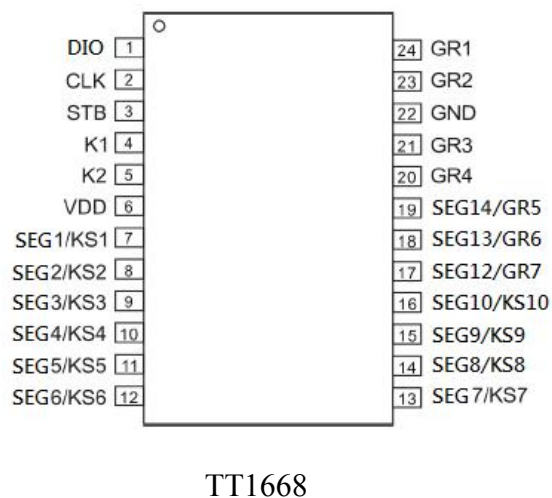 DIO 1
CLK 2
STB 3
K1 4
K2 5
VDD 6
SEG1/KS1 7
SEG2/KS2 8
SEG3/KS3 9
SEG4/KS4 10
SEG5/KS5 11
SEG6/KS6 12
24 GR1
23 GR2
22 GND
21 GR3
20 GR4
19 SEG14/GR5
18 SEG13/GR6
17 SEG12/GR7
16 SEG10/KS10
15 SEG9/KS9
14 SEG8/KS8
13 SEG7/KS7
TT1668